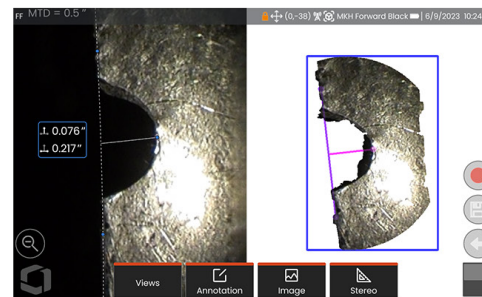 FF MTD = 0.5" (0,-38) MKH Forward Black | 6/9/2023 10:24
0.076"
0.217"
Views
Annotation
Image
Stereo